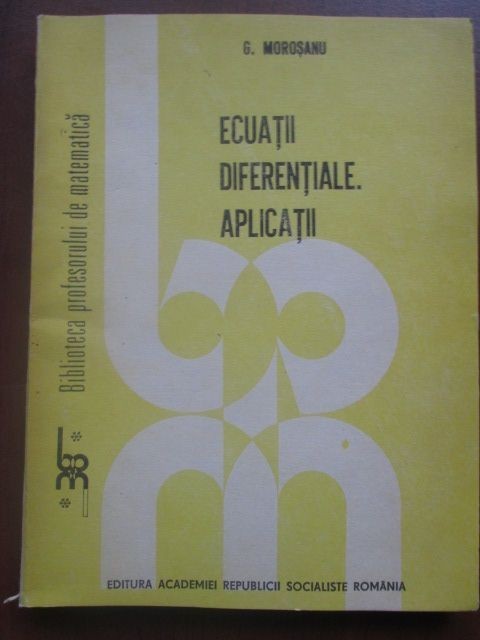 G. MOROȘANU
ECUAȚII
DIFERENȚIALE.
APLICAȚII
Biblioteca profesorului de matematică
EDITURA ACADEMIEI REPUBLICII SOCIALISTE ROMÂNIA